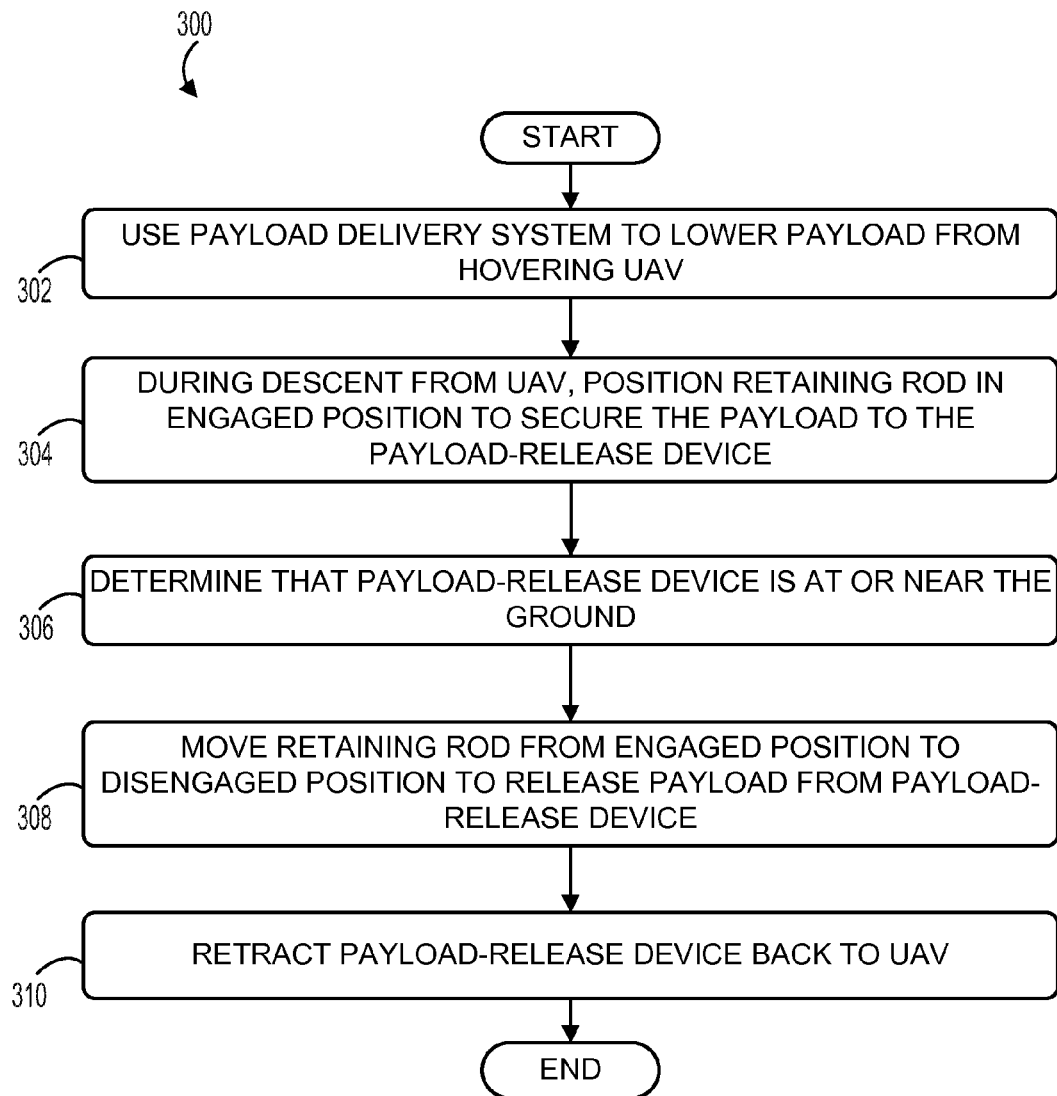 300
START
USE PAYLOAD DELIVERY SYSTEM TO LOWER PAYLOAD FROM
HOVERING UAV
302
DURING DESCENT FROM UAV, POSITION RETAINING ROD IN
ENGAGED POSITION TO SECURE THE PAYLOAD TO THE
PAYLOAD-RELEASE DEVICE
304
DETERMINE THAT PAYLOAD-RELEASE DEVICE IS AT OR NEAR THE
GROUND
306
MOVE RETAINING ROD FROM ENGAGED POSITION TO
DISENGAGED POSITION TO RELEASE PAYLOAD FROM PAYLOAD-
RELEASE DEVICE
308
RETRACT PAYLOAD-RELEASE DEVICE BACK TO UAV
310
END